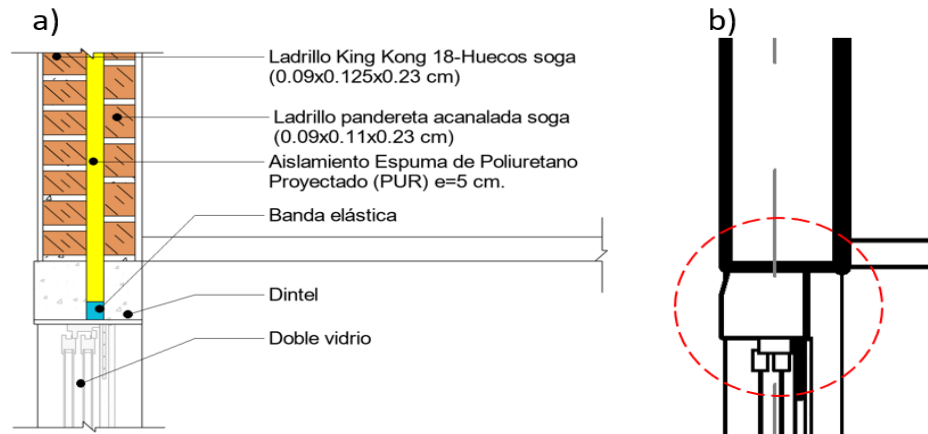 a)
b)
Ladrillo King Kong 18-Huecos soga
(0.09x0.125x0.23 cm)
Ladrillo pandereta acanalada soga
(0.09x0.11x0.23 cm)
Aislamiento Espuma de Poliuretano
Proyectado (PUR) e=5 cm.
Banda elástica
Dintel
Doble vidrio